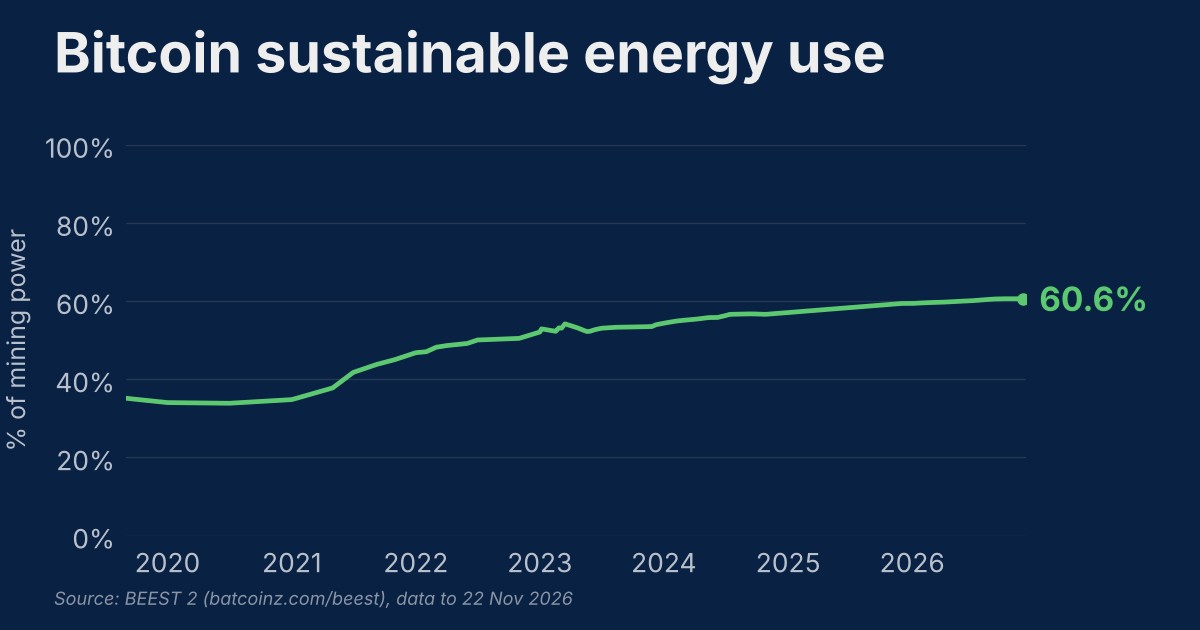 Bitcoin sustainable energy use
100%
80%
60%
40%
20%
0%
% of mining power
60.6%
2020 2021 2022 2023 2024 2025 2026
Source: BEEST 2 (batcoinz.com/beest), data to 22 Nov 2026